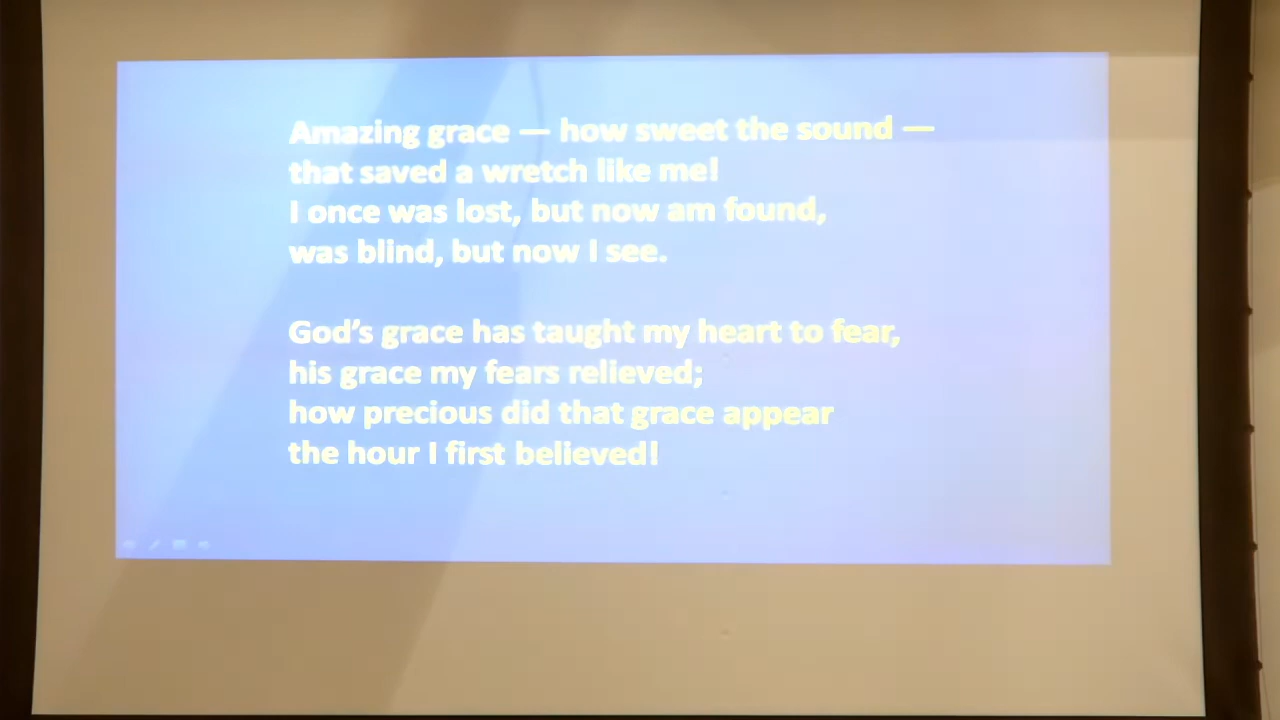 Amazing grace — how sweet the sound —
that saved a wretch like me!
I once was lost, but now am found,
was blind, but now I see.
God’s grace has taught my heart to fear,
his grace my fears relieved;
how precious did that grace appear
the hour I first believed!